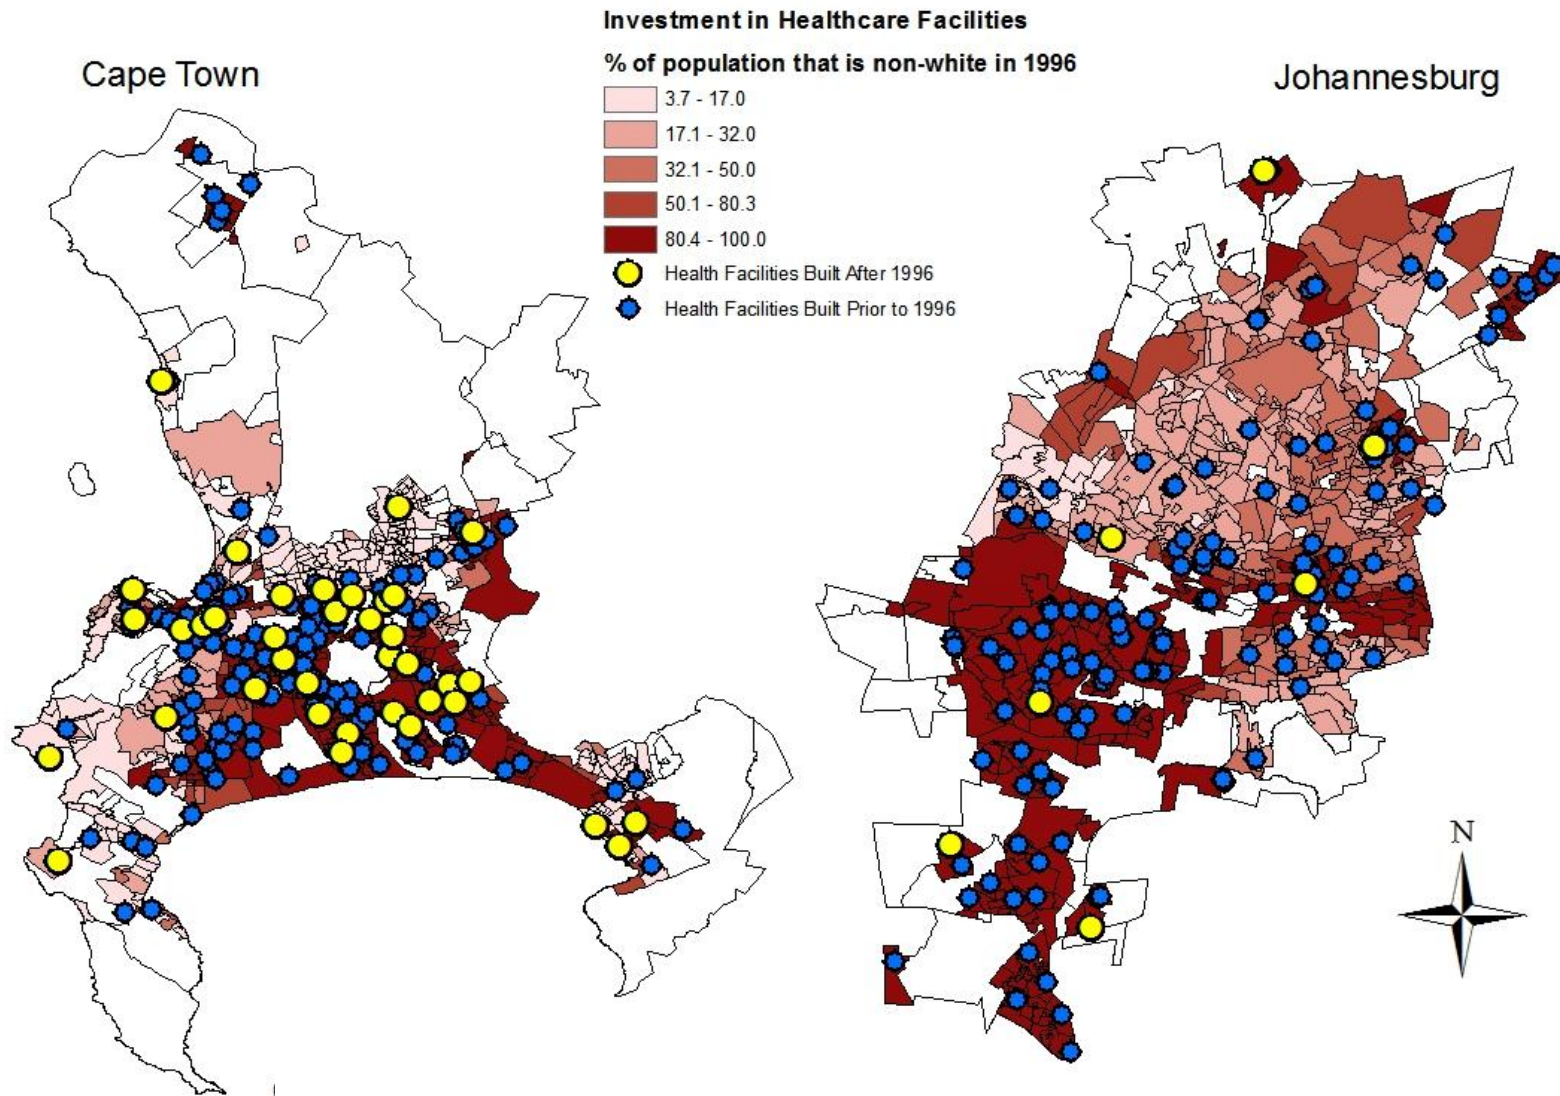 Investment in Healthcare Facilities
% of population that is non-white in 1996
Cape Town
Johannesburg
3.7 - 17.0
17.1 - 32.0
32.1 - 50.0
50.1 - 80.3
80.4 - 100.0
Health Facilities Built After 1996
Health Facilities Built Prior to 1996
N